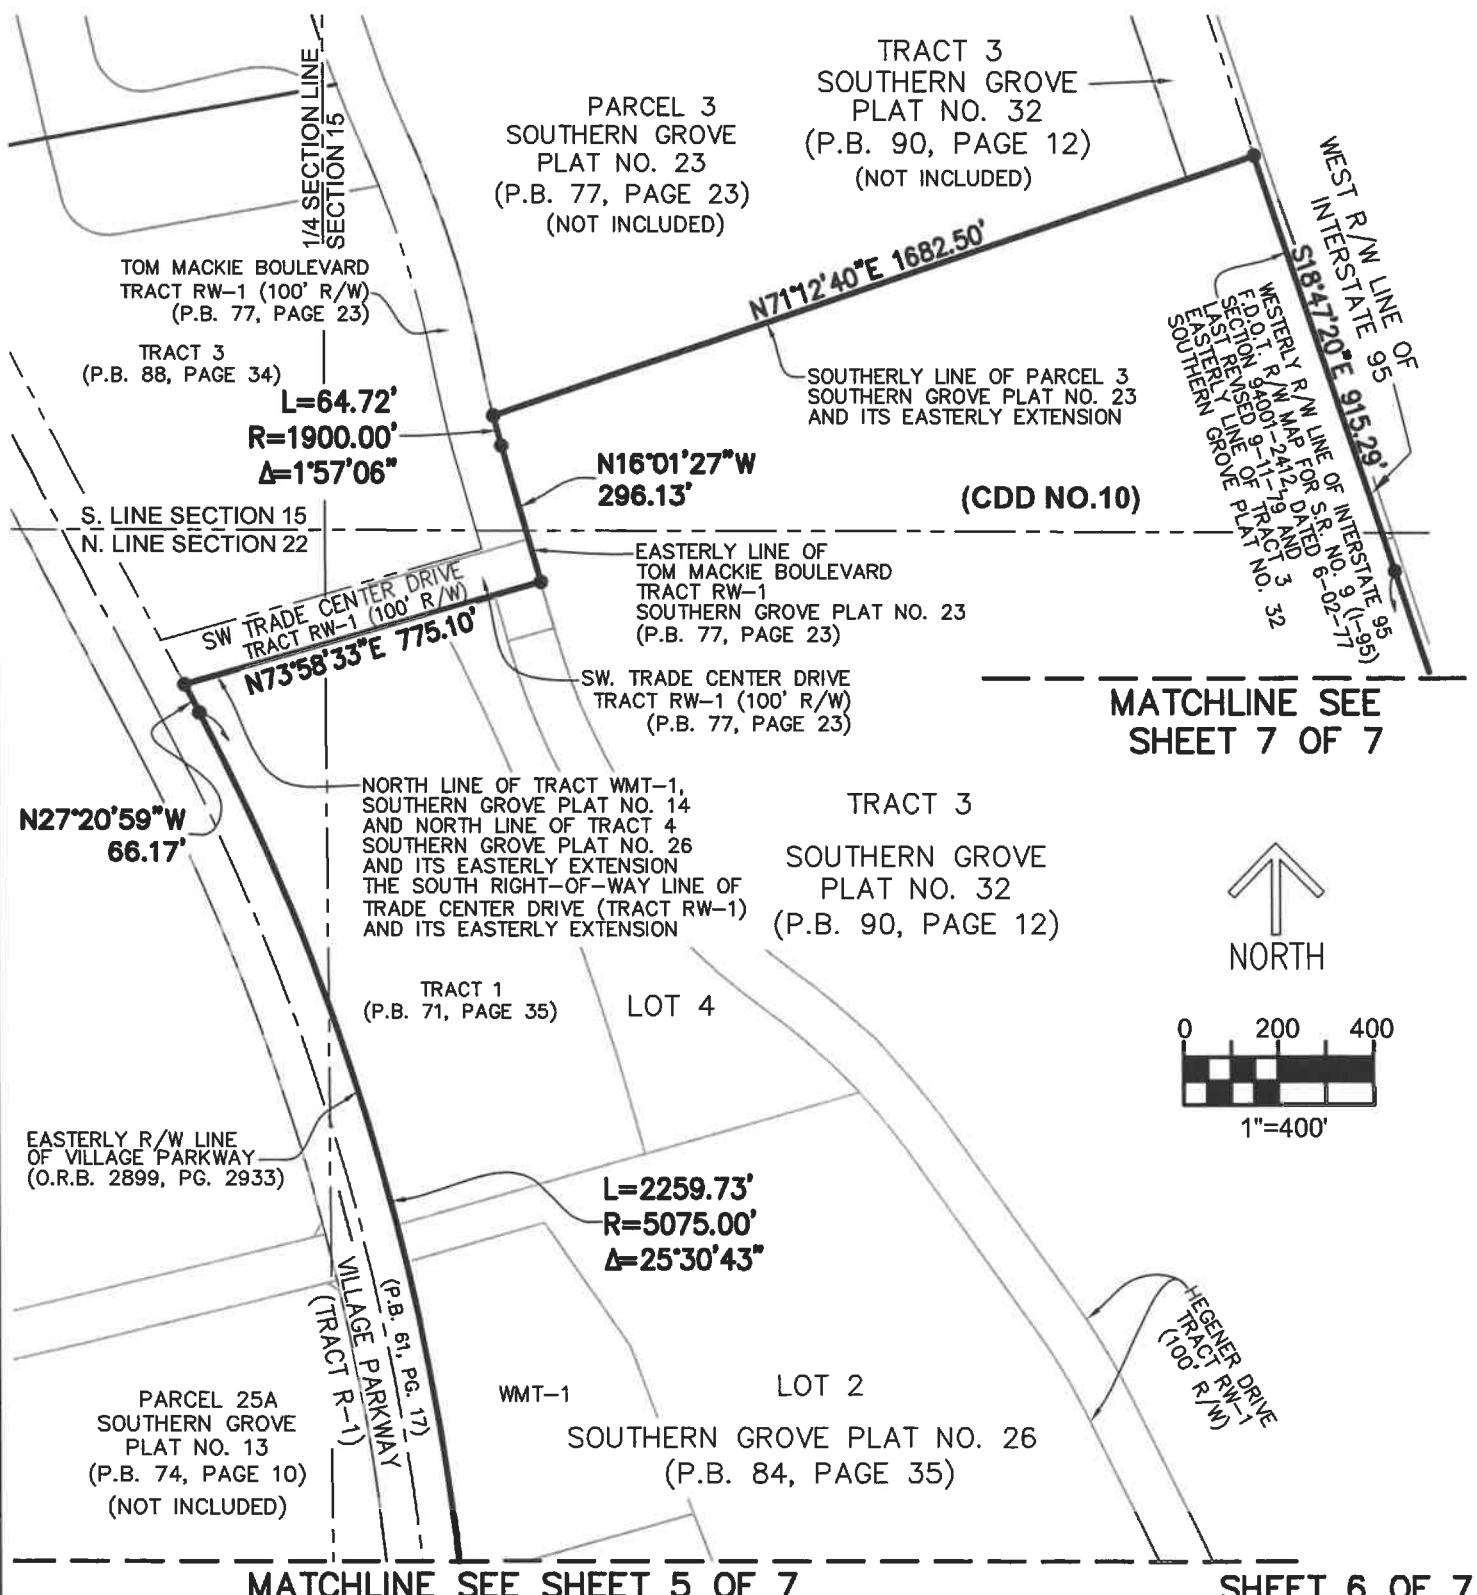 1/4 SECTION LINE
SECTION 15
PARCEL 3
SOUTHERN GROVE
PLAT NO. 23
(P.B. 77, PAGE 23)
(NOT INCLUDED)
TRACT 3
SOUTHERN GROVE
PLAT NO. 32
(P.B. 90, PAGE 12)
(NOT INCLUDED)
WEST R/W LINE OF
INTERSTATE 95
TOM MACKIE BOULEVARD
TRACT RW-1 (100' R/W)
(P.B. 77, PAGE 23)
TRACT 3
(P.B. 88, PAGE 34)
L=64.72'
R=1900.00'
Δ=1°57'06"
N71°12'40"E 1682.50'
SOUTHERLY LINE OF PARCEL 3
SOUTHERN GROVE PLAT NO. 23
AND ITS EASTERLY EXTENSION
S18°47'20"E 915.29'
WESTERLY R/W LINE OF INTERSTATE 95
F.D.O.T. R/W MAP FOR S.R. NO. 9 (I-95)
SECTION 94001-2412, DATED 6-02-77
LAST REVISED 9-11-79 AND
EASTERLY LINE OF TRACT 3
SOUTHERN GROVE PLAT NO. 32
N16°01'27"W
296.13'
(CDD NO.10)
S. LINE SECTION 15
N. LINE SECTION 22
EASTERLY LINE OF
TOM MACKIE BOULEVARD
TRACT RW-1
SOUTHERN GROVE PLAT NO. 23
(P.B. 77, PAGE 23)
SW TRADE CENTER DRIVE
TRACT RW-1 (100' R/W)
N73°58'33"E 775.10'
SW. TRADE CENTER DRIVE
TRACT RW-1 (100' R/W)
(P.B. 77, PAGE 23)
MATCHLINE SEE
SHEET 7 OF 7
N27°20'59"W
66.17'
NORTH LINE OF TRACT WMT-1,
SOUTHERN GROVE PLAT NO. 14
AND NORTH LINE OF TRACT 4
SOUTHERN GROVE PLAT NO. 26
AND ITS EASTERLY EXTENSION
THE SOUTH RIGHT-OF-WAY LINE OF
TRADE CENTER DRIVE (TRACT RW-1)
AND ITS EASTERLY EXTENSION
TRACT 3
SOUTHERN GROVE
PLAT NO. 32
(P.B. 90, PAGE 12)
NORTH
TRACT 1
(P.B. 71, PAGE 35)
LOT 4
0 200 400
1"=400'
EASTERLY R/W LINE
OF VILLAGE PARKWAY
(O.R.B. 2899, PG. 2933)
L=2259.73'
R=5075.00'
Δ=25°30'43"
(P.B. 61, PG. 17)
VILLAGE PARKWAY
(TRACT R-1)
HEGENER DRIVE
TRACT RW-1
(100' R/W)
PARCEL 25A
SOUTHERN GROVE
PLAT NO. 13
(P.B. 74, PAGE 10)
(NOT INCLUDED)
WMT-1
LOT 2
SOUTHERN GROVE PLAT NO. 26
(P.B. 84, PAGE 35)
MATCHLINE SEE SHEET 5 OF 7
SHEET 6 OF 7